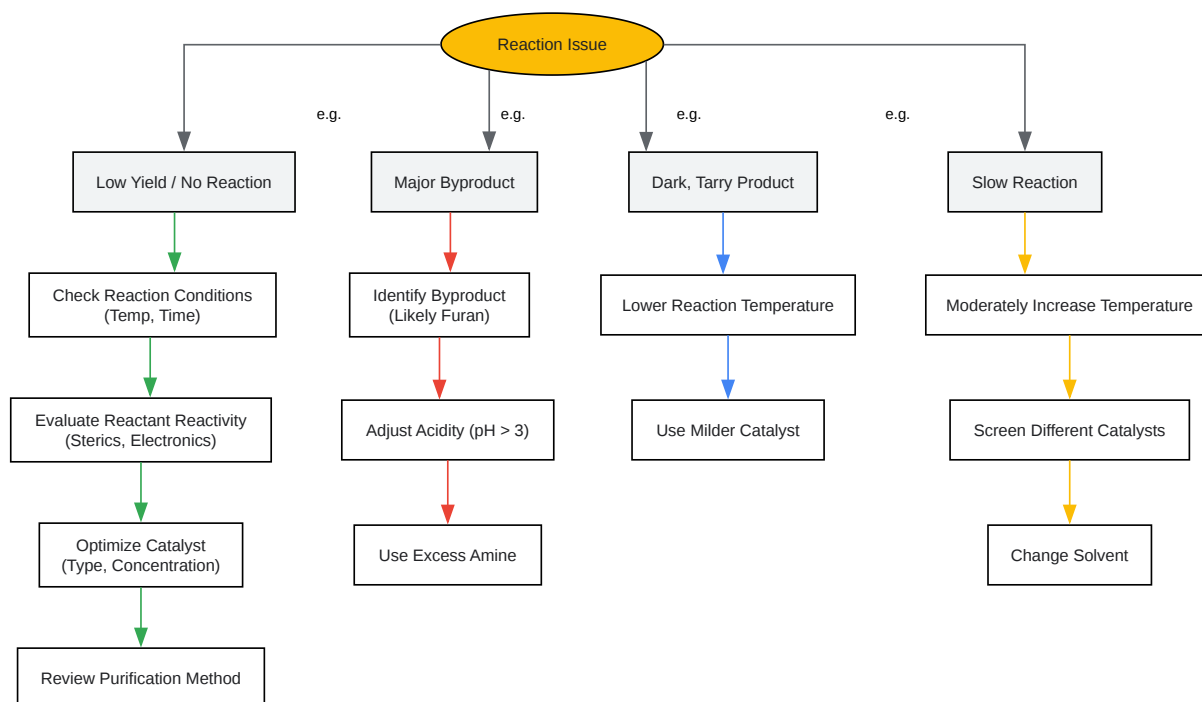 Reaction Issue
e.g.
e.g.
e.g.
e.g.
Low Yield / No Reaction
Major Byproduct
Dark, Tarry Product
Slow Reaction
Check Reaction Conditions
(Temp, Time)
Identify Byproduct
(Likely Furan)
Lower Reaction Temperature
Moderately Increase Temperature
Evaluate Reactant Reactivity
(Sterics, Electronics)
Adjust Acidity (pH > 3)
Use Milder Catalyst
Screen Different Catalysts
Optimize Catalyst
(Type, Concentration)
Use Excess Amine
Change Solvent
Review Purification Method